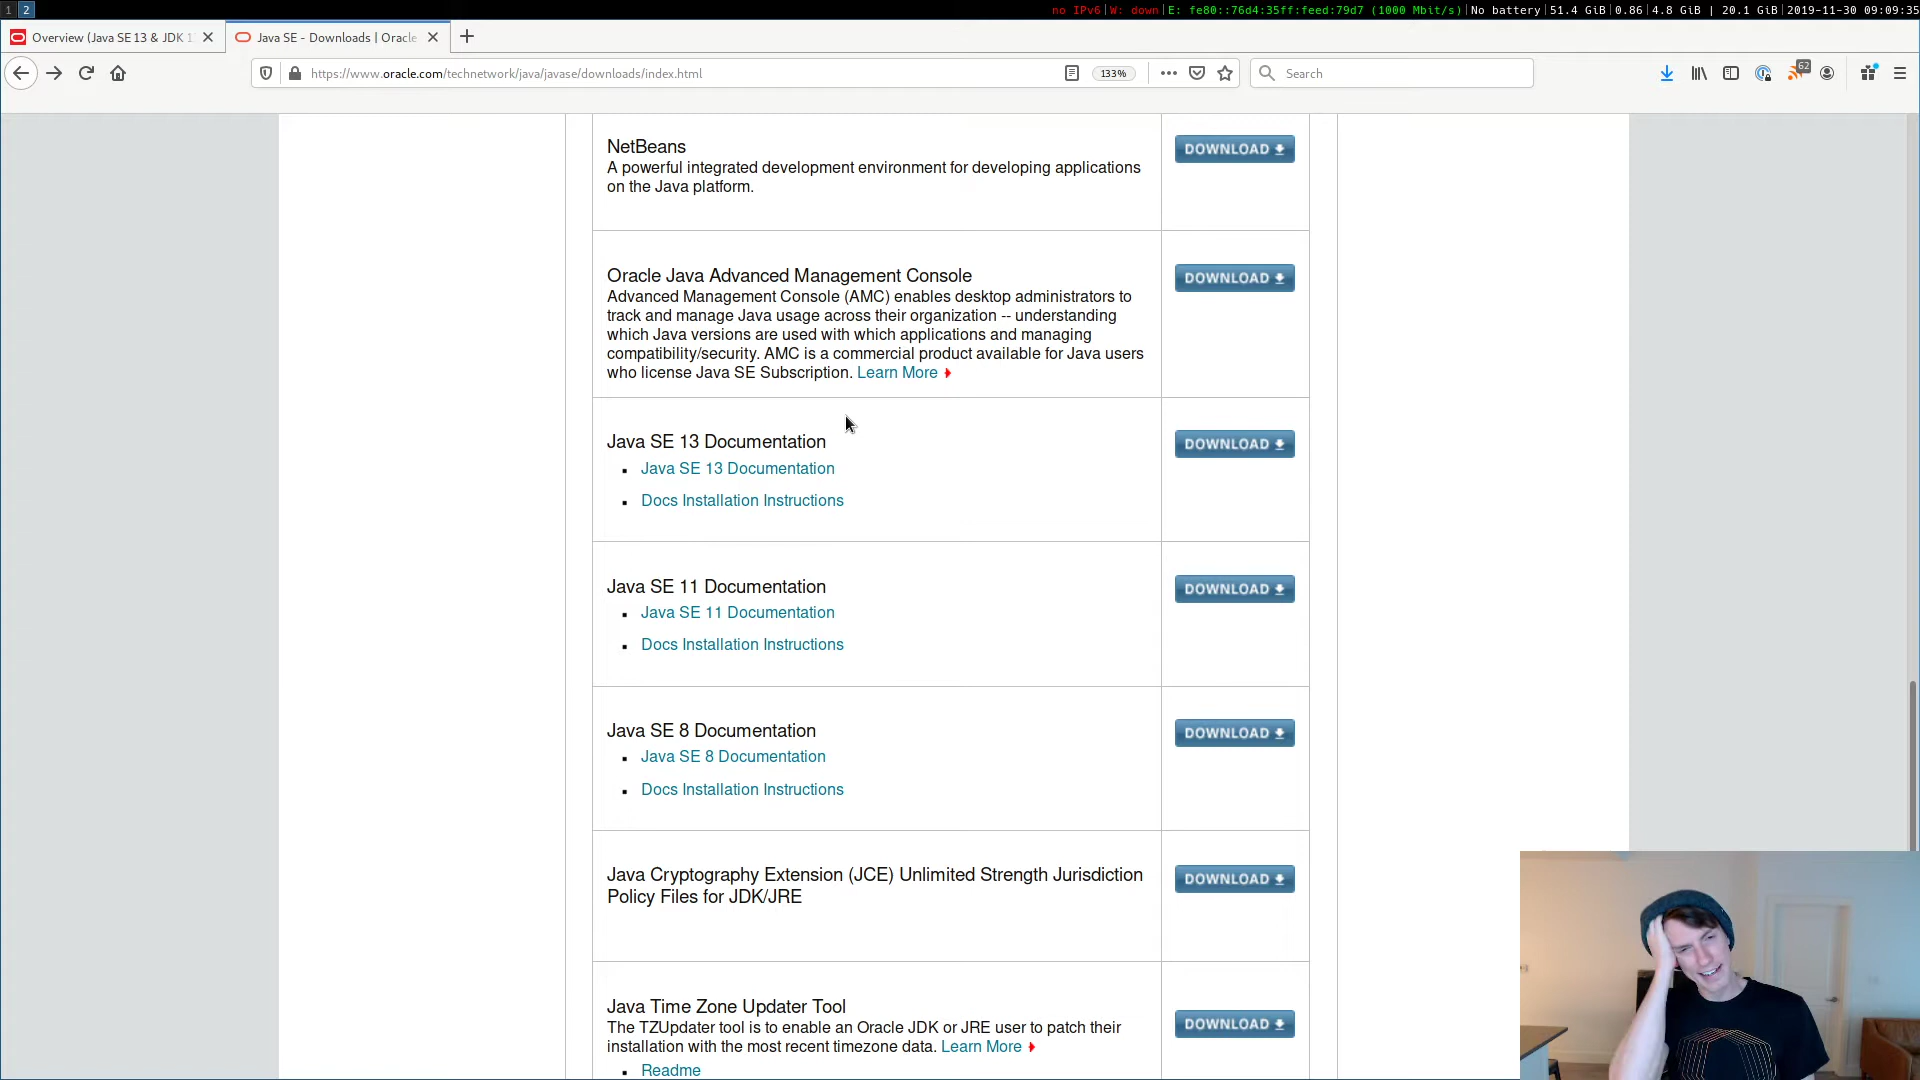 1 2 no IPv6|W: down|E: fe80::76d4:35ff:feed:79d7 (1000 Mbit/s)|No battery|51.4 GiB|0.86|4.8 GiB | 20.1 GiB|2019-11-30 09:09:35
Overview (Java SE 13 & JDK 1 Java SE - Downloads | Oracle
https://www.oracle.com/technetwork/java/javase/downloads/index.html 133% Search 62
NetBeans DOWNLOAD
A powerful integrated development environment for developing applications
on the Java platform.
Oracle Java Advanced Management Console DOWNLOAD
Advanced Management Console (AMC) enables desktop administrators to
track and manage Java usage across their organization -- understanding
which Java versions are used with which applications and managing
compatibility/security. AMC is a commercial product available for Java users
who license Java SE Subscription. Learn More
Java SE 13 Documentation DOWNLOAD
Java SE 13 Documentation
Docs Installation Instructions
Java SE 11 Documentation DOWNLOAD
Java SE 11 Documentation
Docs Installation Instructions
Java SE 8 Documentation DOWNLOAD
Java SE 8 Documentation
Docs Installation Instructions
Java Cryptography Extension (JCE) Unlimited Strength Jurisdiction DOWNLOAD
Policy Files for JDK/JRE
Java Time Zone Updater Tool DOWNLOAD
The TZUpdater tool is to enable an Oracle JDK or JRE user to patch their
installation with the most recent timezone data. Learn More
Readme